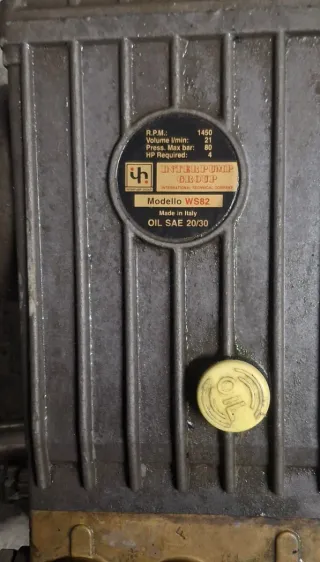 R.P.M.: 1450
Volume l/min: 21
Press. Max bar: 80
HP Required: 4
INTERPUMP
GROUP
INTERNATIONAL TECHNICAL COMPANY
Modello WS82
Made in Italy
OIL SAE 20/30
OIL